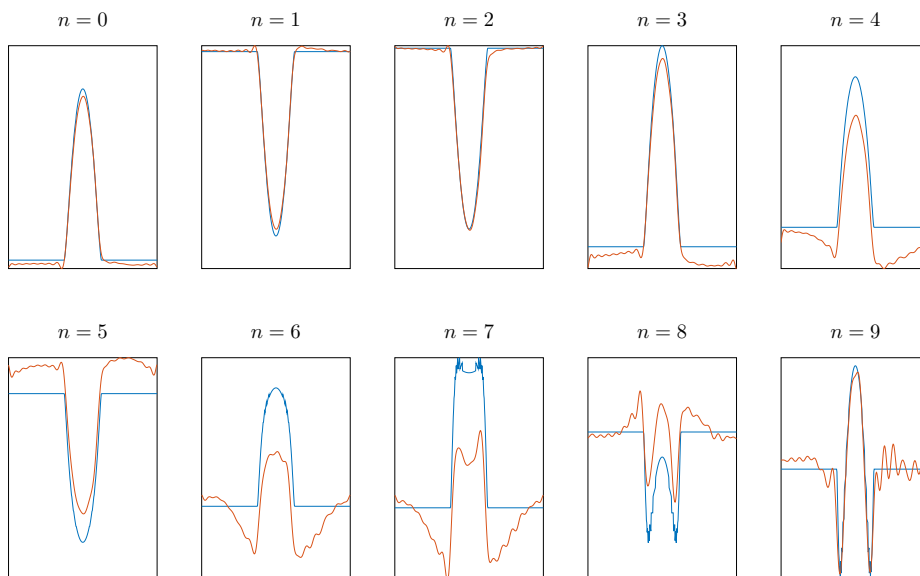 n = 0 n = 1 n = 2 n = 3 n = 4
n = 5 n = 6 n = 7 n = 8 n = 9